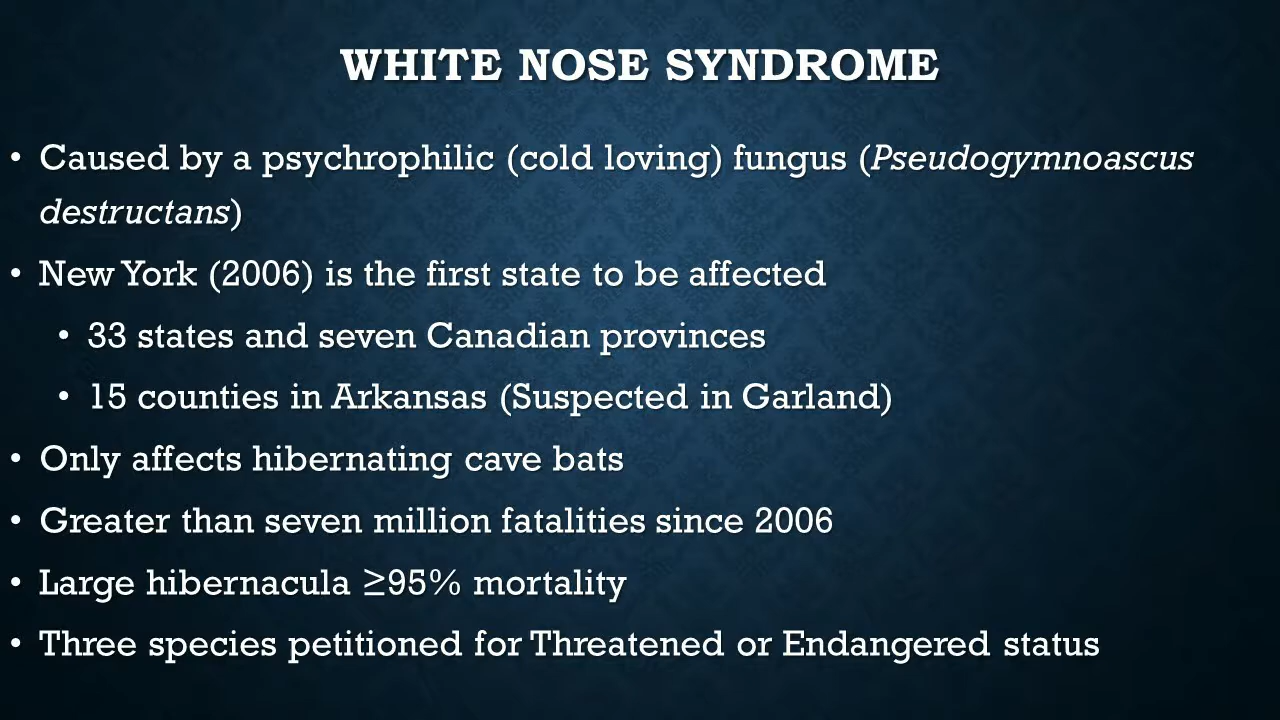 WHITE NOSE SYNDROME
• Caused by a psychrophilic (cold loving) fungus (Pseudogymnoascus
destructans)
• New York (2006) is the first state to be affected
• 33 states and seven Canadian provinces
• 15 counties in Arkansas (Suspected in Garland)
• Only affects hibernating cave bats
• Greater than seven million fatalities since 2006
• Large hibernacula ≥95% mortality
• Three species petitioned for Threatened or Endangered status